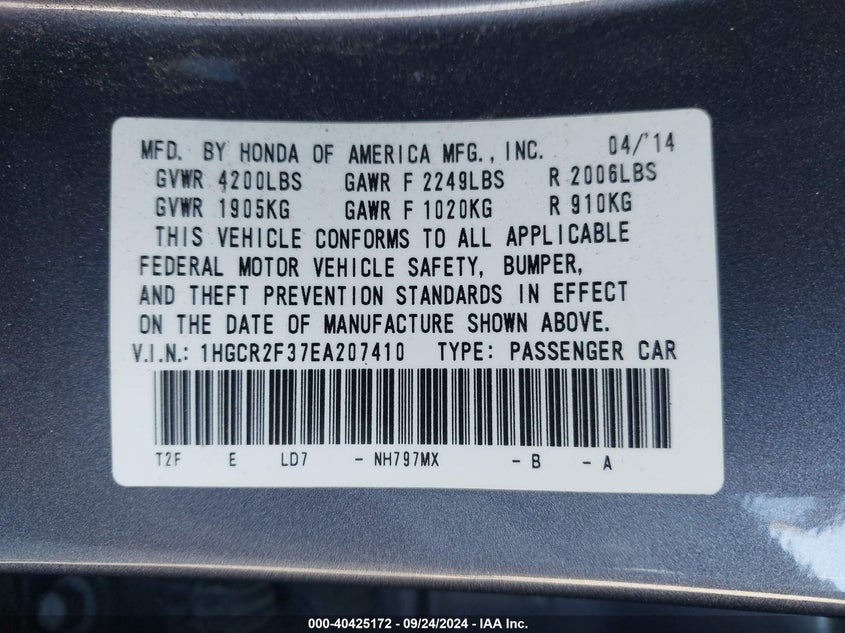 MFD. BY HONDA OF AMERICA MFG., INC. 04/'14
GVWR 4200LBS GAWR F 2249LBS R 2006LBS
GVWR 1905KG GAWR F 1020KG R 910KG
THIS VEHICLE CONFORMS TO ALL APPLICABLE
FEDERAL MOTOR VEHICLE SAFETY, BUMPER,
AND THEFT PREVENTION STANDARDS IN EFFECT
ON THE DATE OF MANUFACTURE SHOWN ABOVE.
V.I.N.: 1HGCR2F37EA207410 TYPE: PASSENGER CAR
T2F E LD7 - NH797MX - B - A
000-40425172 - 09/24/2024 - IAA Inc.